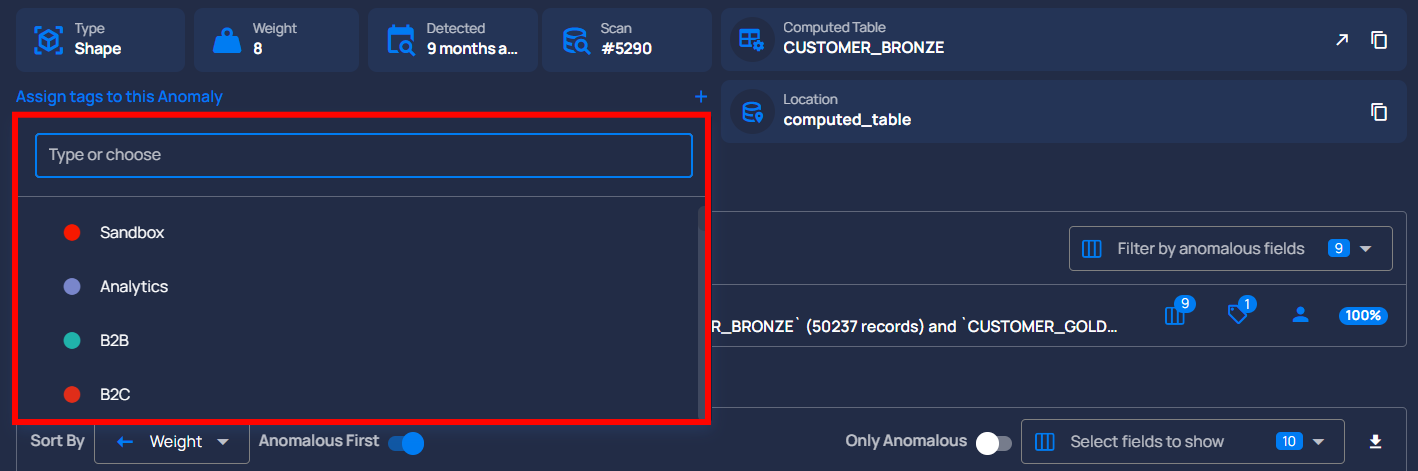 Type
Shape
Weight
8
Detected
9 months a...
Scan
#5290
Computed Table
CUSTOMER_BRONZE
Assign tags to this Anomaly
+
Location
computed_table
Type or choose
Sandbox
Analytics
B2B
B2C
Filter by anomalous fields 9
R_BRONZE` (50237 records) and `CUSTOMER_GOLD...
9
1
100%
Sort By
Weight
Anomalous First
Only Anomalous
Select fields to show 10